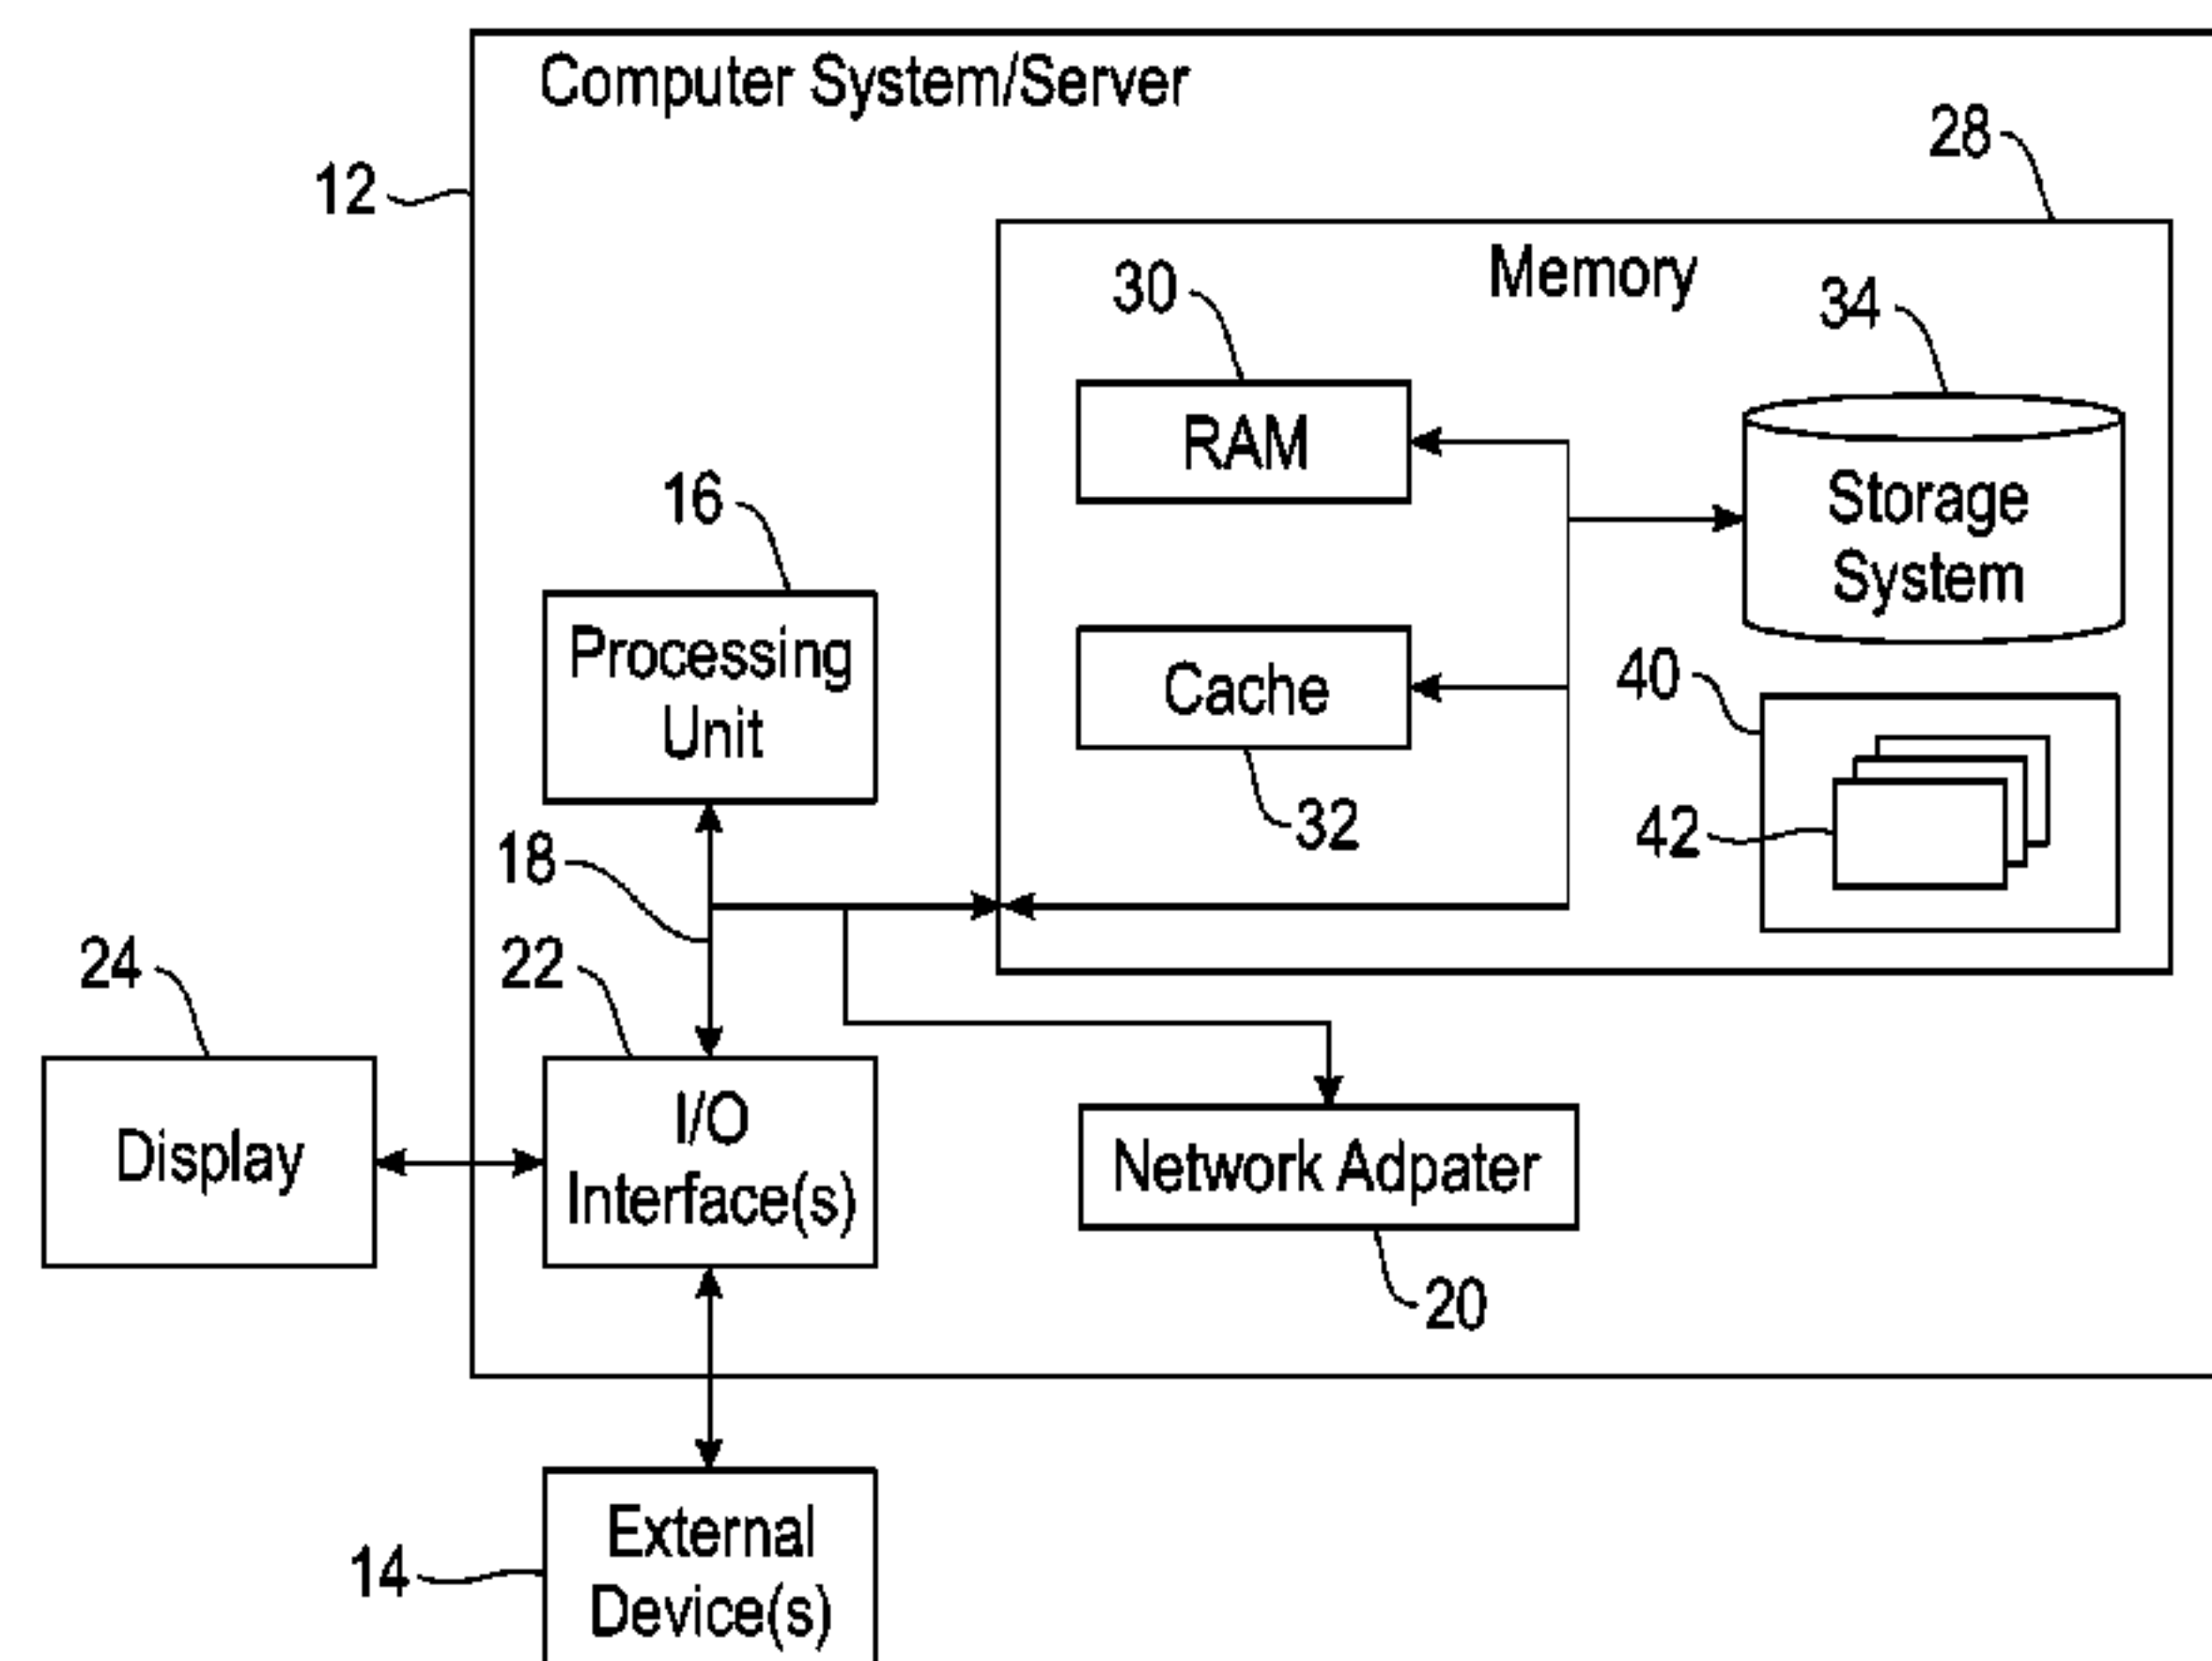 Computer System/Server
12
28
Memory
30
34
RAM
Storage
System
16
Processing
Unit
Cache
40
32
42
18
24
22
Display
I/O
Interface(s)
Network Adpater
20
14
External
Device(s)